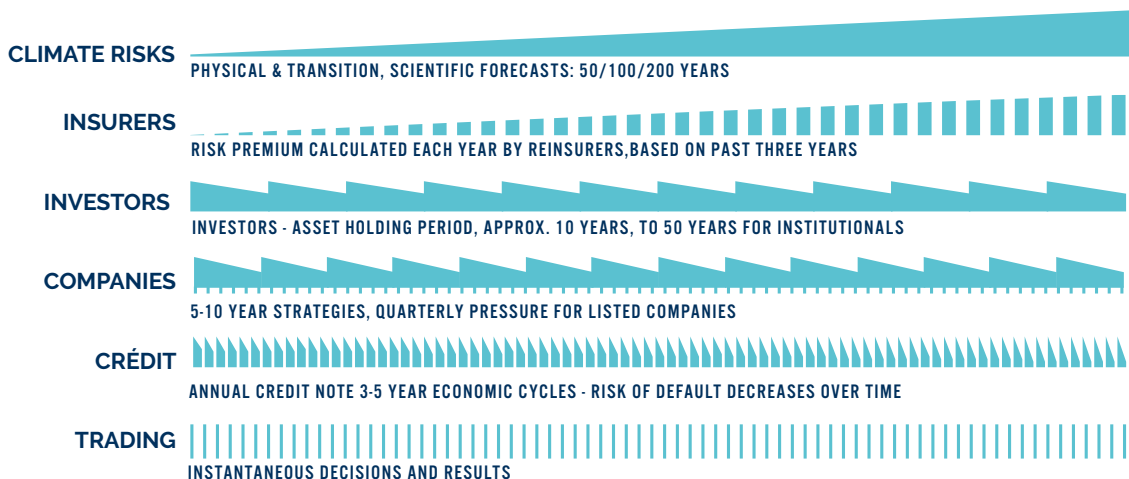 CLIMATE RISKS
PHYSICAL & TRANSITION, SCIENTIFIC FORECASTS: 50/100/200 YEARS
INSURERS
RISK PREMIUM CALCULATED EACH YEAR BY REINSURERS,BASED ON PAST THREE YEARS
INVESTORS
INVESTORS - ASSET HOLDING PERIOD, APPROX. 10 YEARS, TO 50 YEARS FOR INSTITUTIONALS
COMPANIES
5-10 YEAR STRATEGIES, QUARTERLY PRESSURE FOR LISTED COMPANIES
CRÉDIT
ANNUAL CREDIT NOTE 3-5 YEAR ECONOMIC CYCLES - RISK OF DEFAULT DECREASES OVER TIME
TRADING
INSTANTANEOUS DECISIONS AND RESULTS